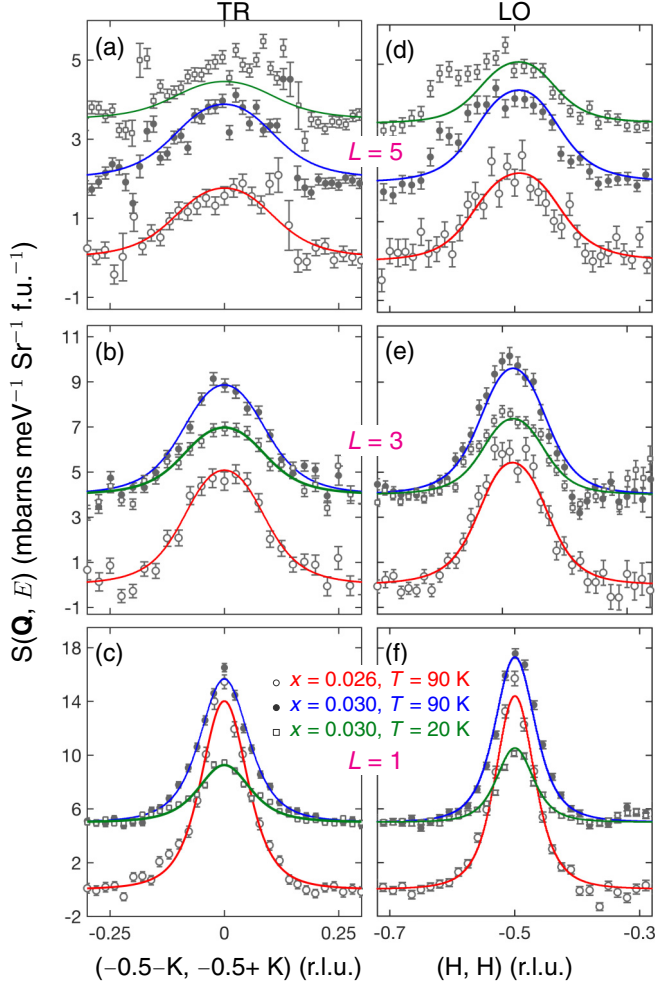 TR LO
S(Q, E) (mbarns meV⁻¹ Sr⁻¹ f.u.⁻¹)
(a) (d)
5
3
1
-1
L = 5
(b) (e)
11
9
7
5
3
1
-1
L = 3
(c) (f)
18
14
10
6
2
-2
x = 0.026, T = 90 K
x = 0.030, T = 90 K
x = 0.030, T = 20 K
L = 1
-0.25 0 0.25 -0.7 -0.5 -0.3
(−0.5−K, −0.5+ K) (r.l.u.) (H, H) (r.l.u.)